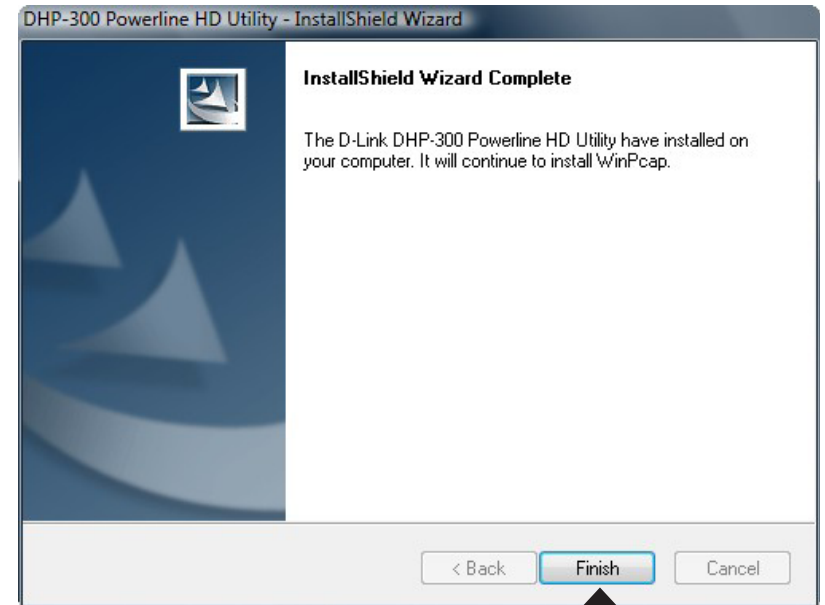 DHP-300 Powerline HD Utility - InstallShield Wizard
InstallShield Wizard Complete
The D-Link DHP-300 Powerline HD Utility have installed on
your computer. It will continue to install WinPcap.
< Back
Finish
Cancel